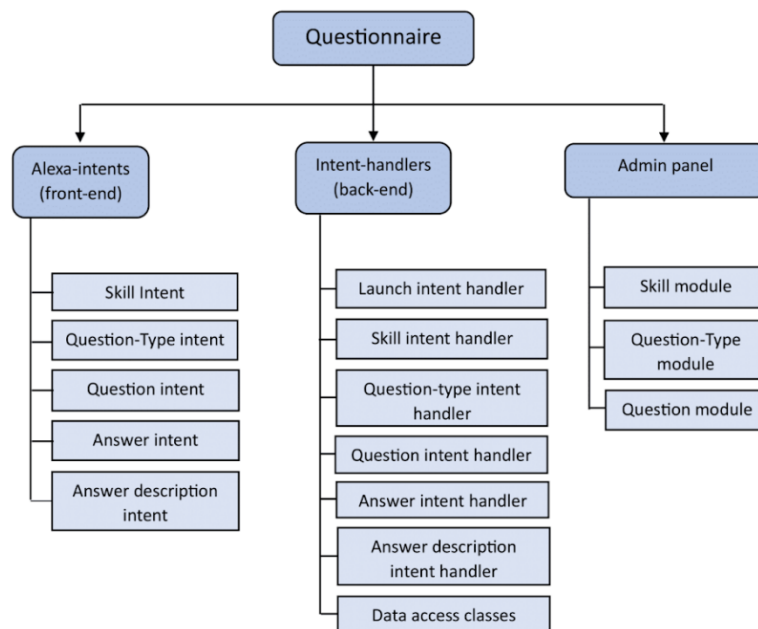 Questionnaire
Alexa-intents
(front-end)
Skill Intent
Question-Type intent
Question intent
Answer intent
Answer description
intent
Intent-handlers
(back-end)
Launch intent handler
Skill intent handler
Question-type intent
handler
Question intent handler
Answer intent handler
Answer description
intent handler
Data access classes
Admin panel
Skill module
Question-Type
module
Question module